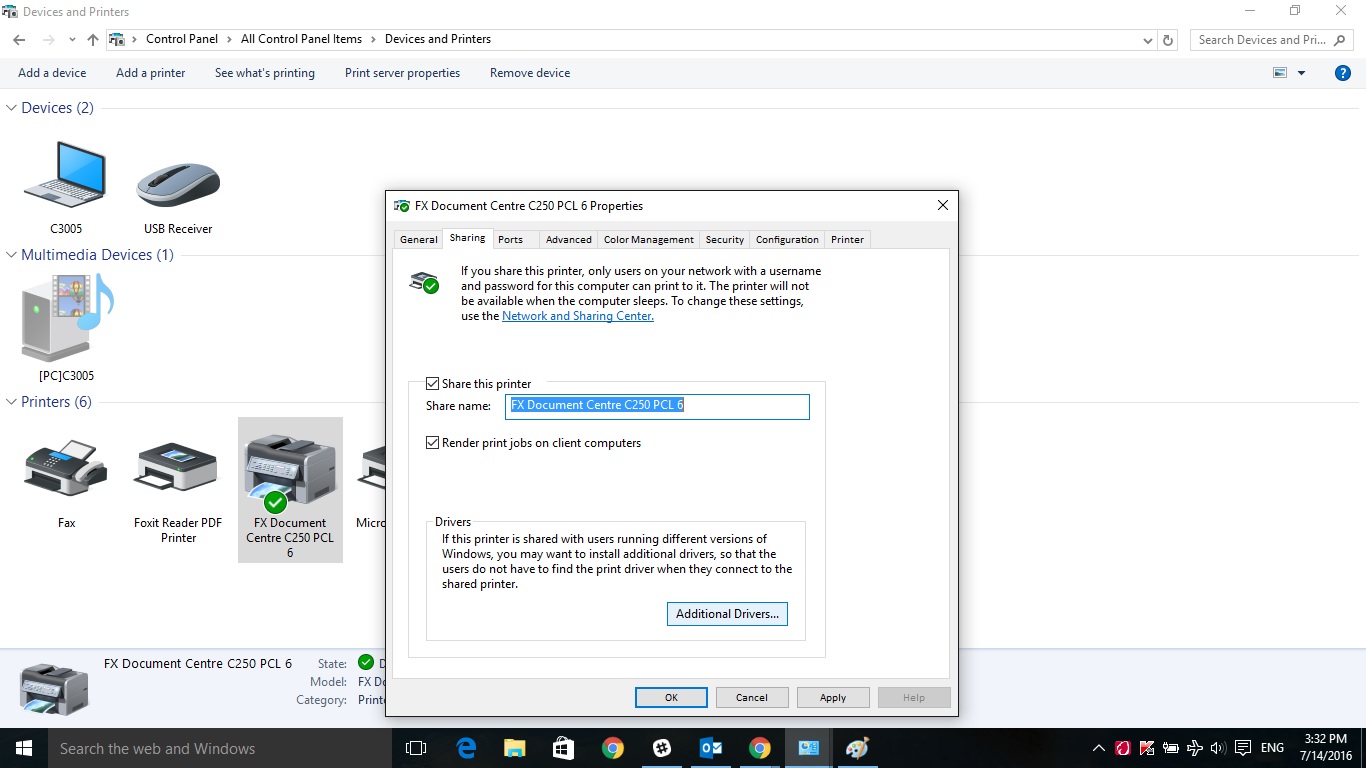 Devices and Printers
Control Panel All Control Panel Items Devices and Printers
Search Devices and Pri...
Add a device Add a printer See what's printing Print server properties Remove device
?
Devices (2)
C3005
USB Receiver
Multimedia Devices (1)
[PC]C3005
Printers (6)
Fax
Foxit Reader PDF
Printer
FX Document
Centre C250 PCL
6
Micro
FX Document Centre C250 PCL 6 Properties
General Sharing Ports Advanced Color Management Security Configuration Printer
If you share this printer, only users on your network with a username
and password for this computer can print to it. The printer will not
be available when the computer sleeps. To change these settings,
use the Network and Sharing Center.
Share this printer
Share name: FX Document Centre C250 PCL 6
Render print jobs on client computers
Drivers
If this printer is shared with users running different versions of
Windows, you may want to install additional drivers, so that the
users do not have to find the print driver when they connect to the
shared printer.
Additional Drivers...
OK Cancel Apply Help
FX Document Centre C250 PCL 6
State: D
Model: FX Do
Category: Printe
Search the web and Windows
ENG
3:32 PM
7/14/2016